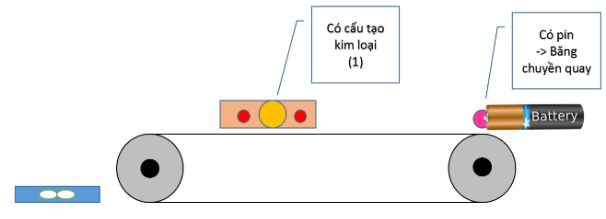 Có cấu tạo
kim loại
(1)
Có pin
-> Băng
chuyền quay
Battery